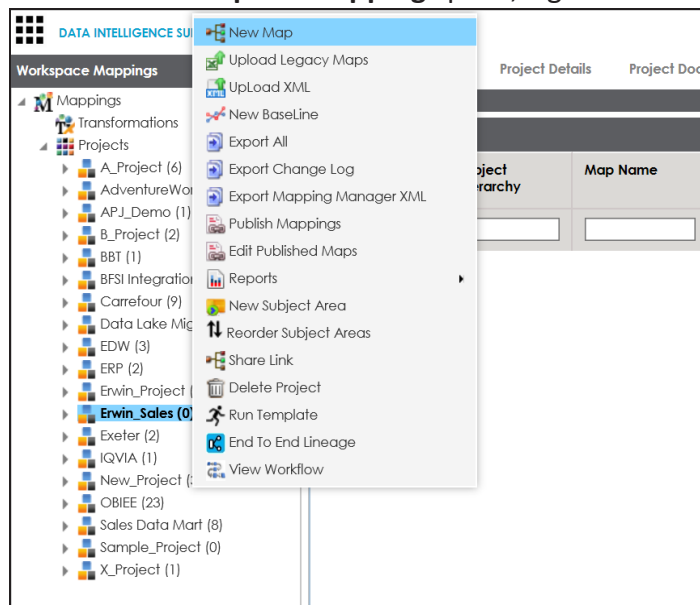 DATA INTELLIGENCE SU
Workspace Mappings
Project Details
Project Doc
Mappings
Transformations
Projects
A_Project (6)
AdventureWor
APJ_Demo (1)
B_Project (2)
BBT (1)
BFSI Integration
Carrefour (9)
Data Lake Mig
EDW (3)
ERP (2)
Erwin_Project (
Erwin_Sales (0)
Exeter (2)
IQVIA (1)
New_Project (
OBIEE (23)
Sales Data Mart (8)
Sample_Project (0)
X_Project (1)
New Map
Upload Legacy Maps
UpLoad XML
New BaseLine
Export All
Export Change Log
Export Mapping Manager XML
Publish Mappings
Edit Published Maps
Reports
New Subject Area
Reorder Subject Areas
Share Link
Delete Project
Run Template
End To End Lineage
View Workflow
oject
erarchy
Map Name